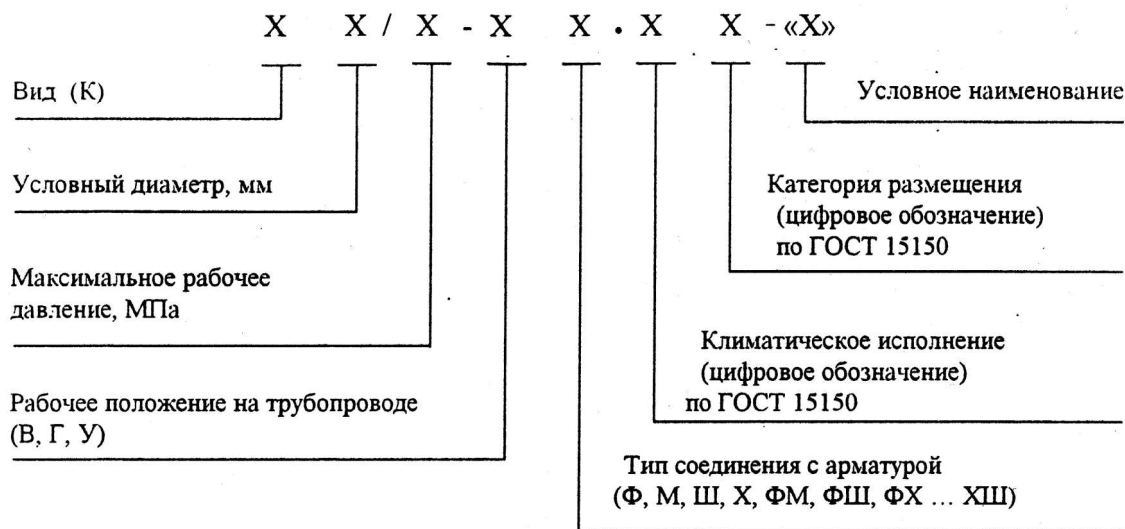 Х Х / Х - Х Х . Х Х - «Х»
Вид (К)
Условное наименование
Условный диаметр, мм
Категория размещения
(цифровое обозначение)
по ГОСТ 15150
Максимальное рабочее
давление, МПа
Климатическое исполнение
(цифровое обозначение)
по ГОСТ 15150
Рабочее положение на трубопроводе
(В, Г, У)
Тип соединения с арматурой
(Ф, М, Ш, Х, ФМ, ФШ, ФХ ... ХШ)